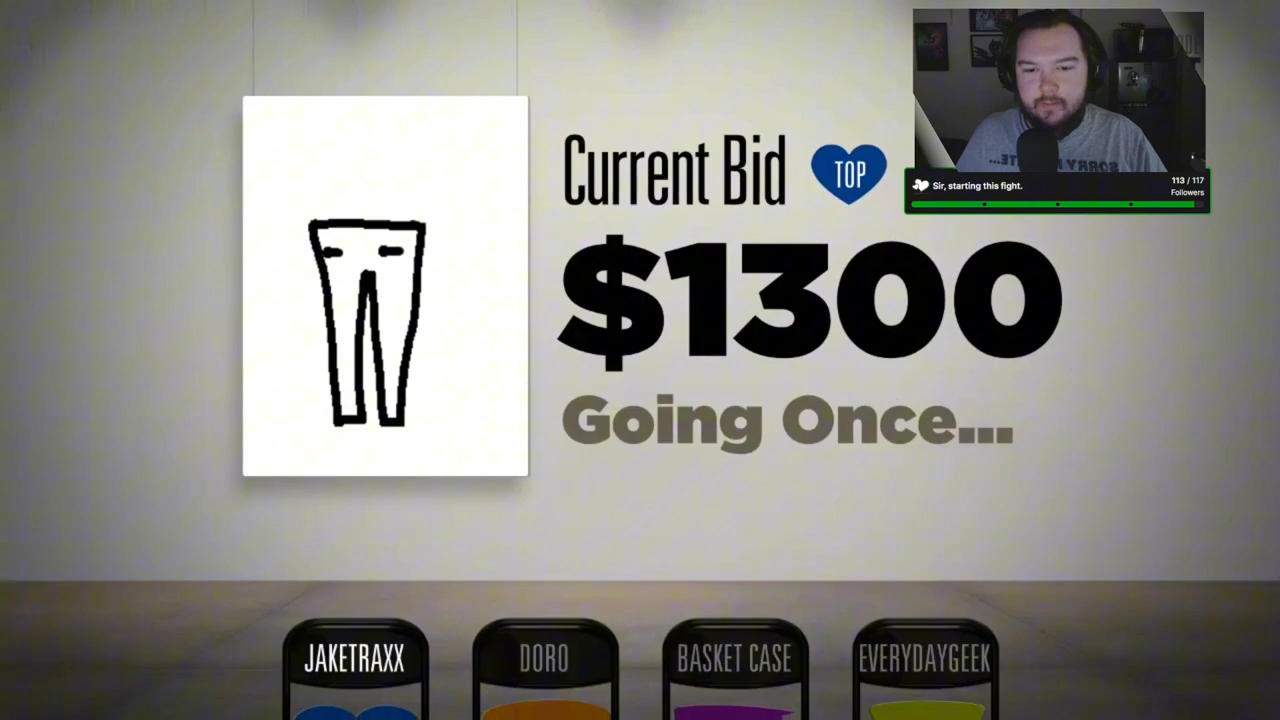 Current Bid
TOP
$1300
Going Once...
Sir, starting this fight.
113 / 117
Followers
JAKETRAXX
DORO
BASKET CASE
EVERYDAYGEEK